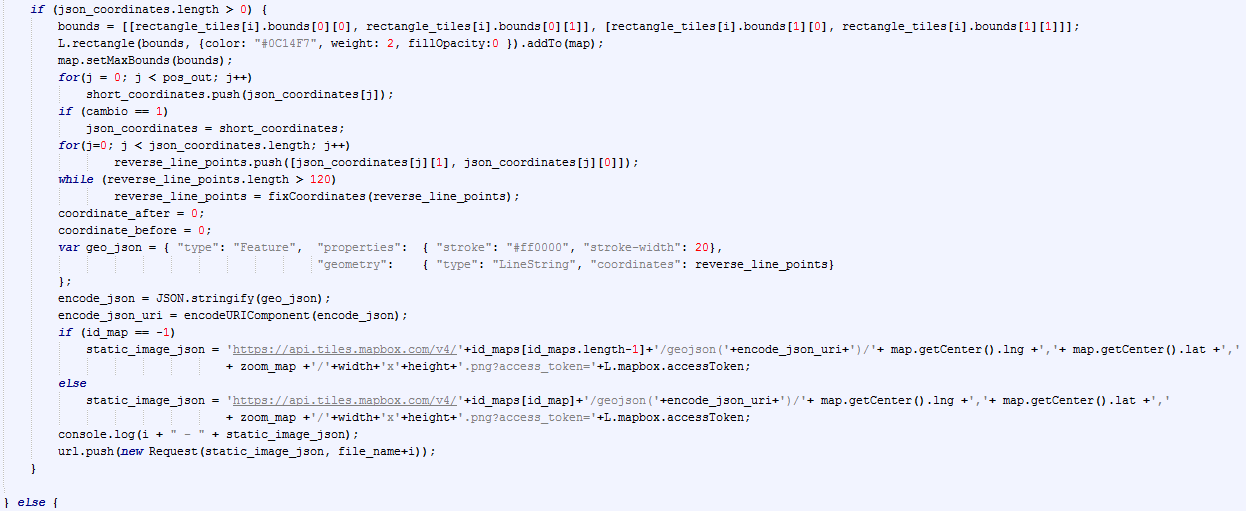 if (json_coordinates.length > 0) {
bounds = [[rectangle_tiles[i].bounds[0][0], rectangle_tiles[i].bounds[0][1]], [rectangle_tiles[i].bounds[1][0], rectangle_tiles[i].bounds[1][1]]];
L.rectangle(bounds, {color: "#0C14F7", weight: 2, fillOpacity:0 }).addTo(map);
map.setMaxBounds(bounds);
for(j = 0; j < pos_out; j++)
short_coordinates.push(json_coordinates[j]);
if (cambio == 1)
json_coordinates = short_coordinates;
for(j=0; j < json_coordinates.length; j++)
reverse_line_points.push([json_coordinates[j][1], json_coordinates[j][0]]);
while (reverse_line_points.length > 120)
reverse_line_points = fixCoordinates(reverse_line_points);
coordinate_after = 0;
coordinate_before = 0;
var geo_json = { "type": "Feature", "properties": { "stroke": "#ff0000", "stroke-width": 20},
"geometry": { "type": "LineString", "coordinates": reverse_line_points}
};
encode_json = JSON.stringify(geo_json);
encode_json_uri = encodeURIComponent(encode_json);
if (id_map == -1)
static_image_json = 'https://api.tiles.mapbox.com/v4/'+id_maps[id_maps.length-1]+'/geojson('+encode_json_uri+')/'+ map.getCenter().lng +','+ map.getCenter().lat +','
+ zoom_map +'/'+width+'x'+height+'.png?access_token='+L.mapbox.accessToken;
else
static_image_json = 'https://api.tiles.mapbox.com/v4/'+id_maps[id_map]+'/geojson('+encode_json_uri+')/'+ map.getCenter().lng +','+ map.getCenter().lat +','
+ zoom_map +'/'+width+'x'+height+'.png?access_token='+L.mapbox.accessToken;
console.log(i + " - " + static_image_json);
url.push(new Request(static_image_json, file_name+i));
}
} else {